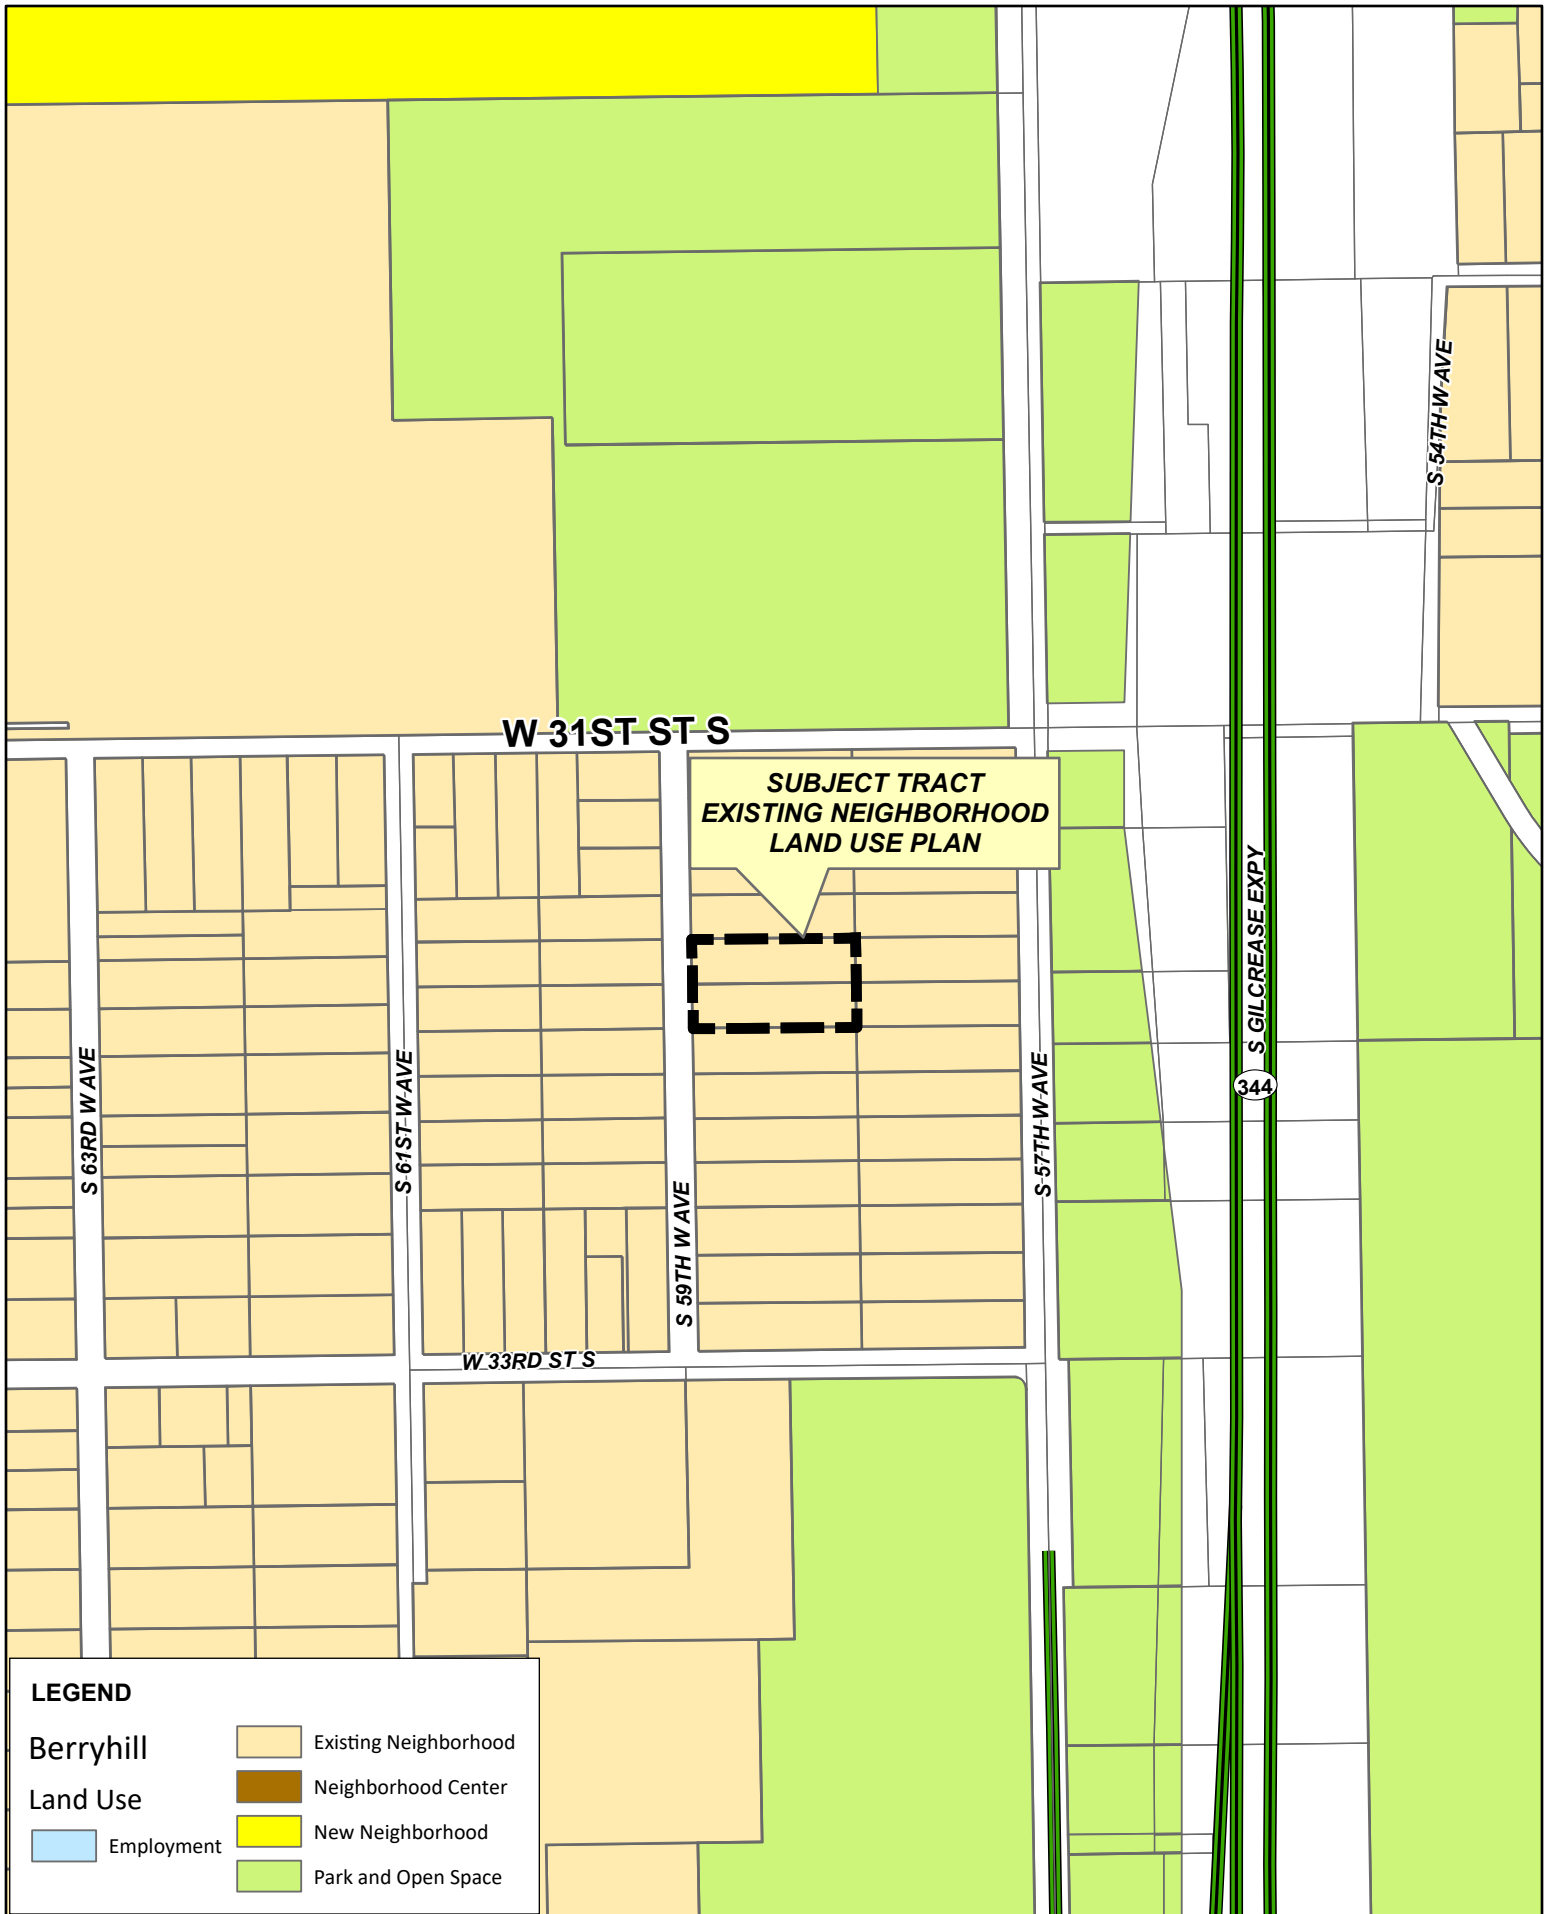 S 54TH W AVE
W 31ST ST S
SUBJECT TRACT
EXISTING NEIGHBORHOOD
LAND USE PLAN
S GILCREASE EXPY
344
S 63RD W AVE
S 61ST W AVE
S 59TH W AVE
S 57TH W AVE
W 33RD ST S
LEGEND
Berryhill
Land Use
Employment
Existing Neighborhood
Neighborhood Center
New Neighborhood
Park and Open Space